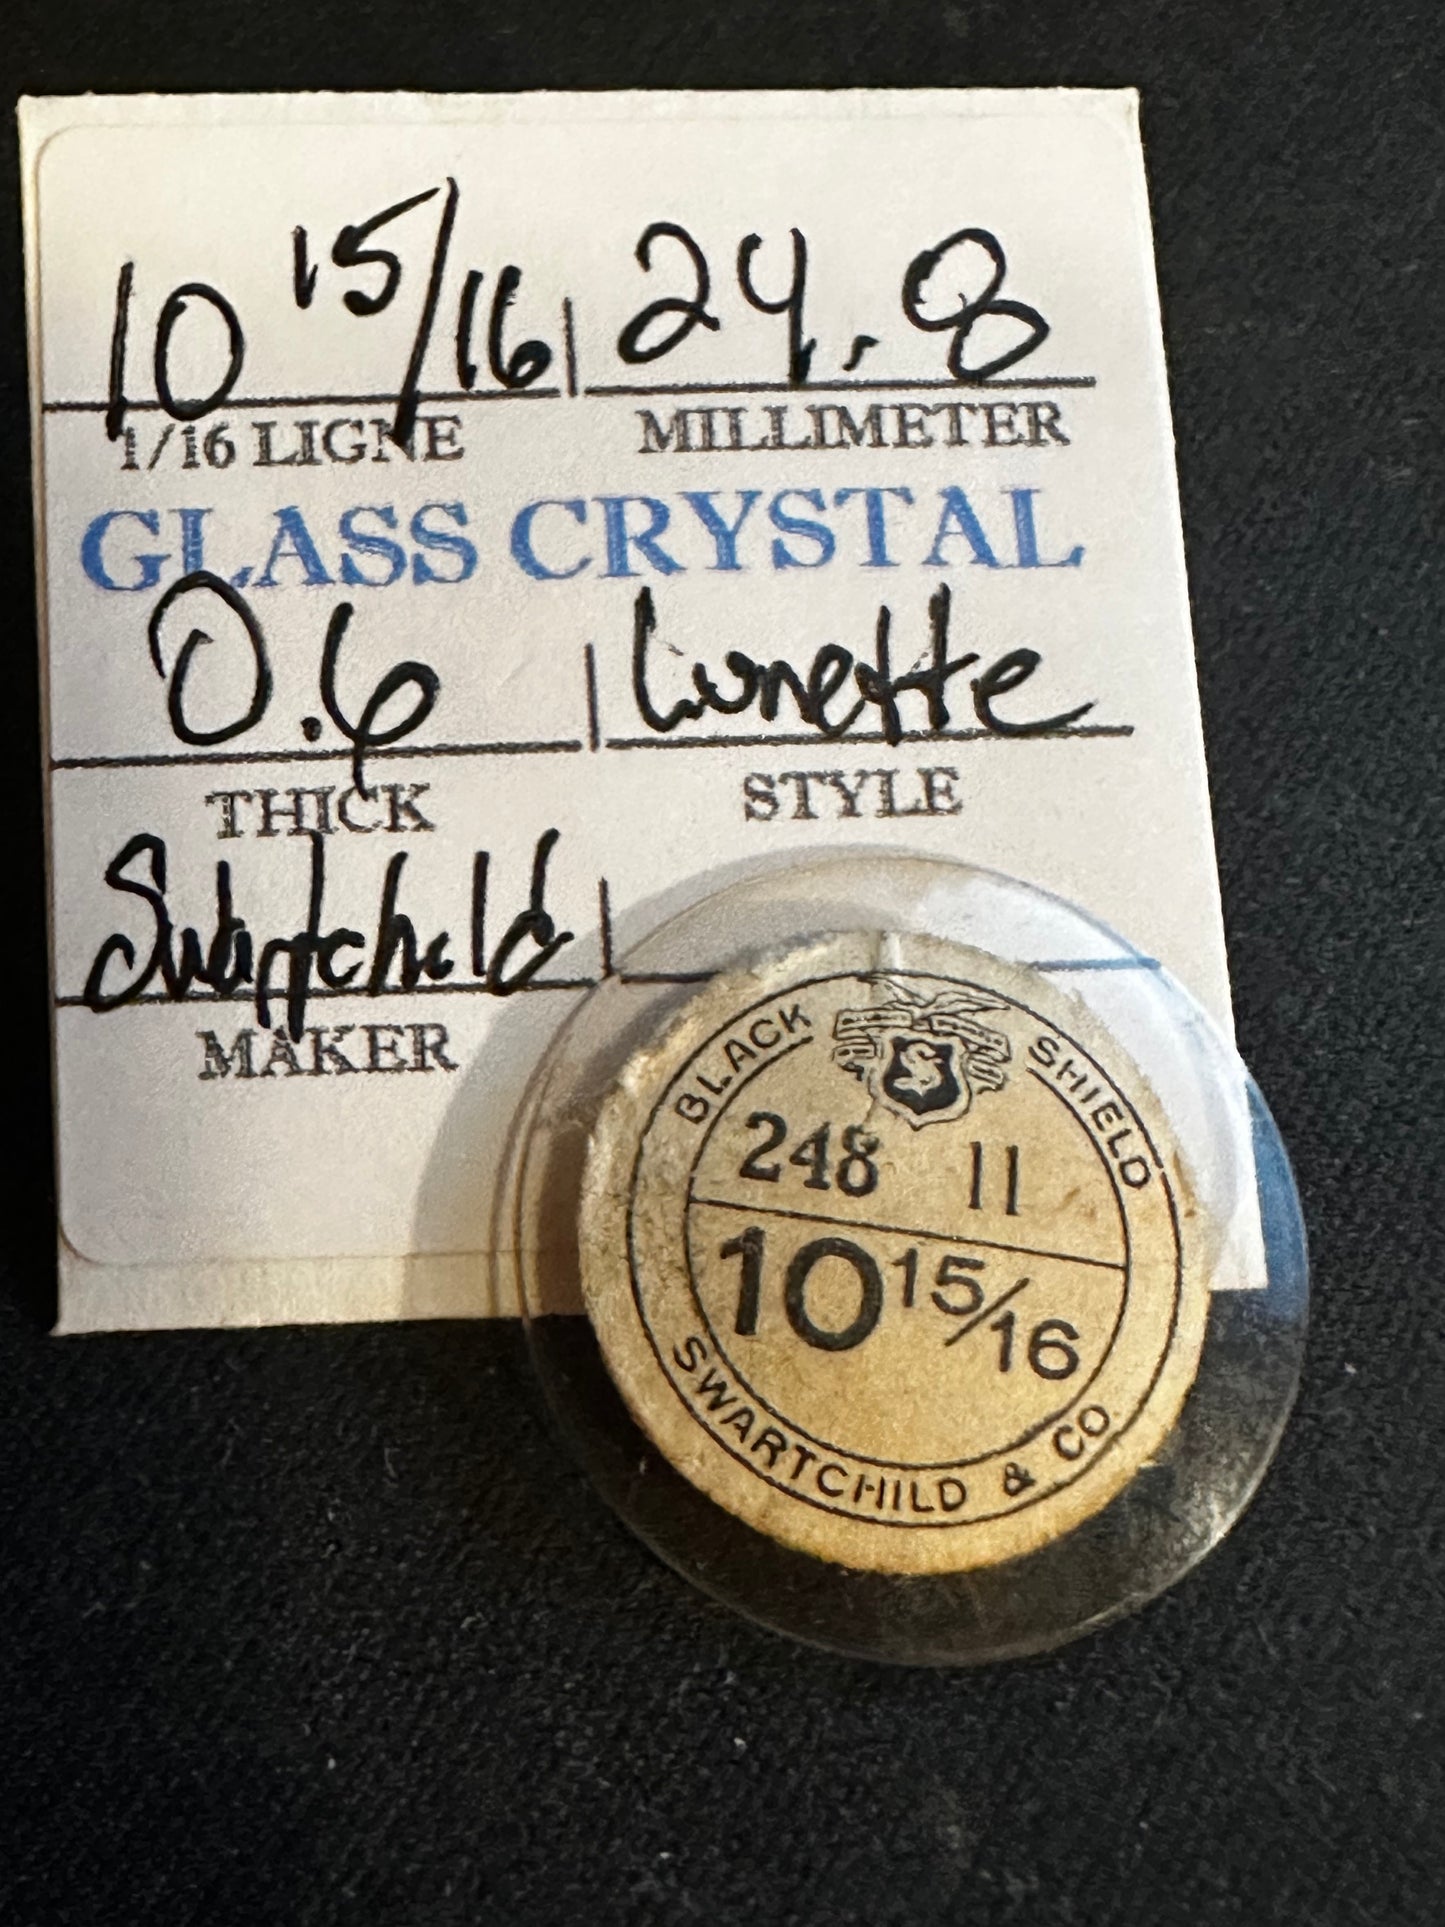 10 15/16 | 24.8
1/16 LIGNE MILLIMETER
GLASS CRYSTAL
0.6 | Lunette
THICK STYLE
Swartchild |
MAKER
BLACK SHIELD
S
248 11
10 15/16
SWARTCHILD & CO.